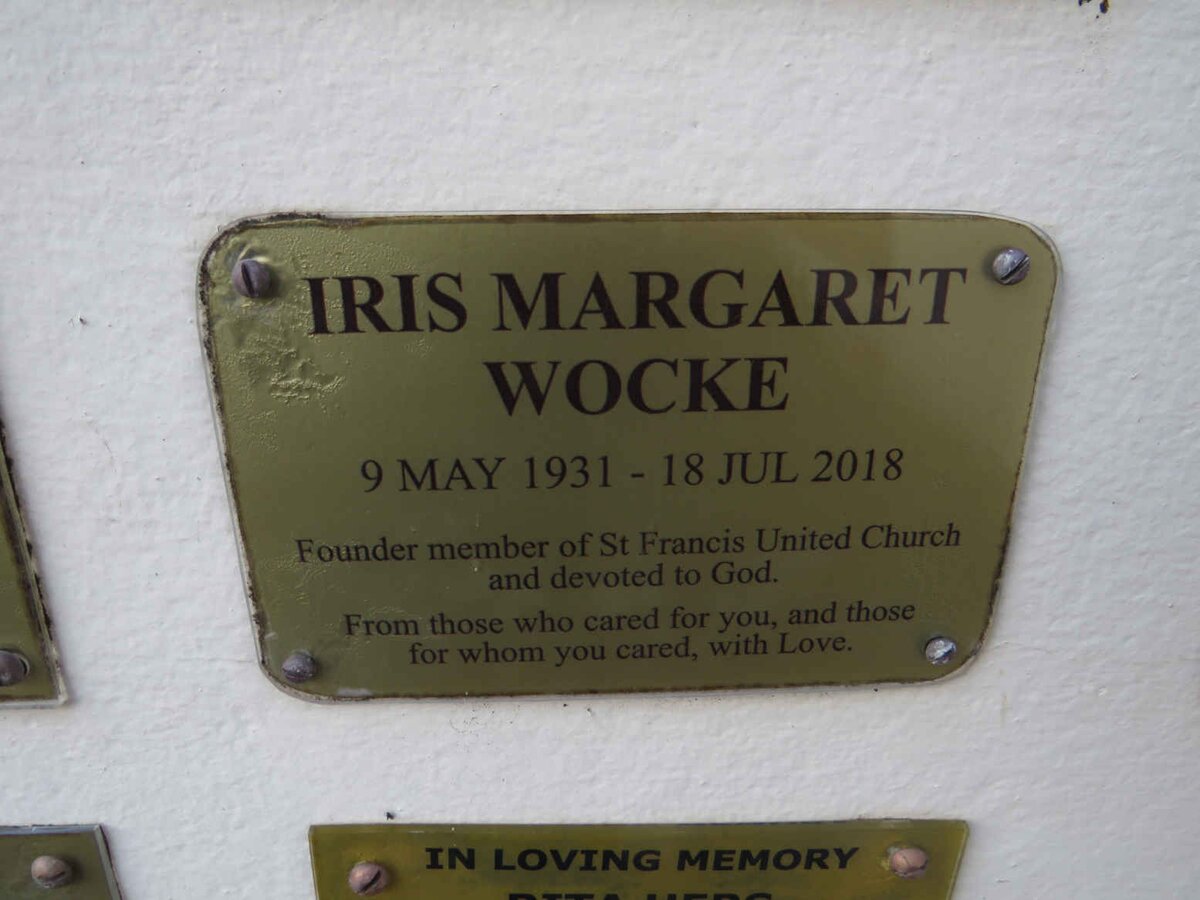 IRIS MARGARET
WOCKE
9 MAY 1931 - 18 JUL 2018
Founder member of St Francis United Church
and devoted to God.
From those who cared for you, and those
for whom you cared, with Love.
IN LOVING MEMORY